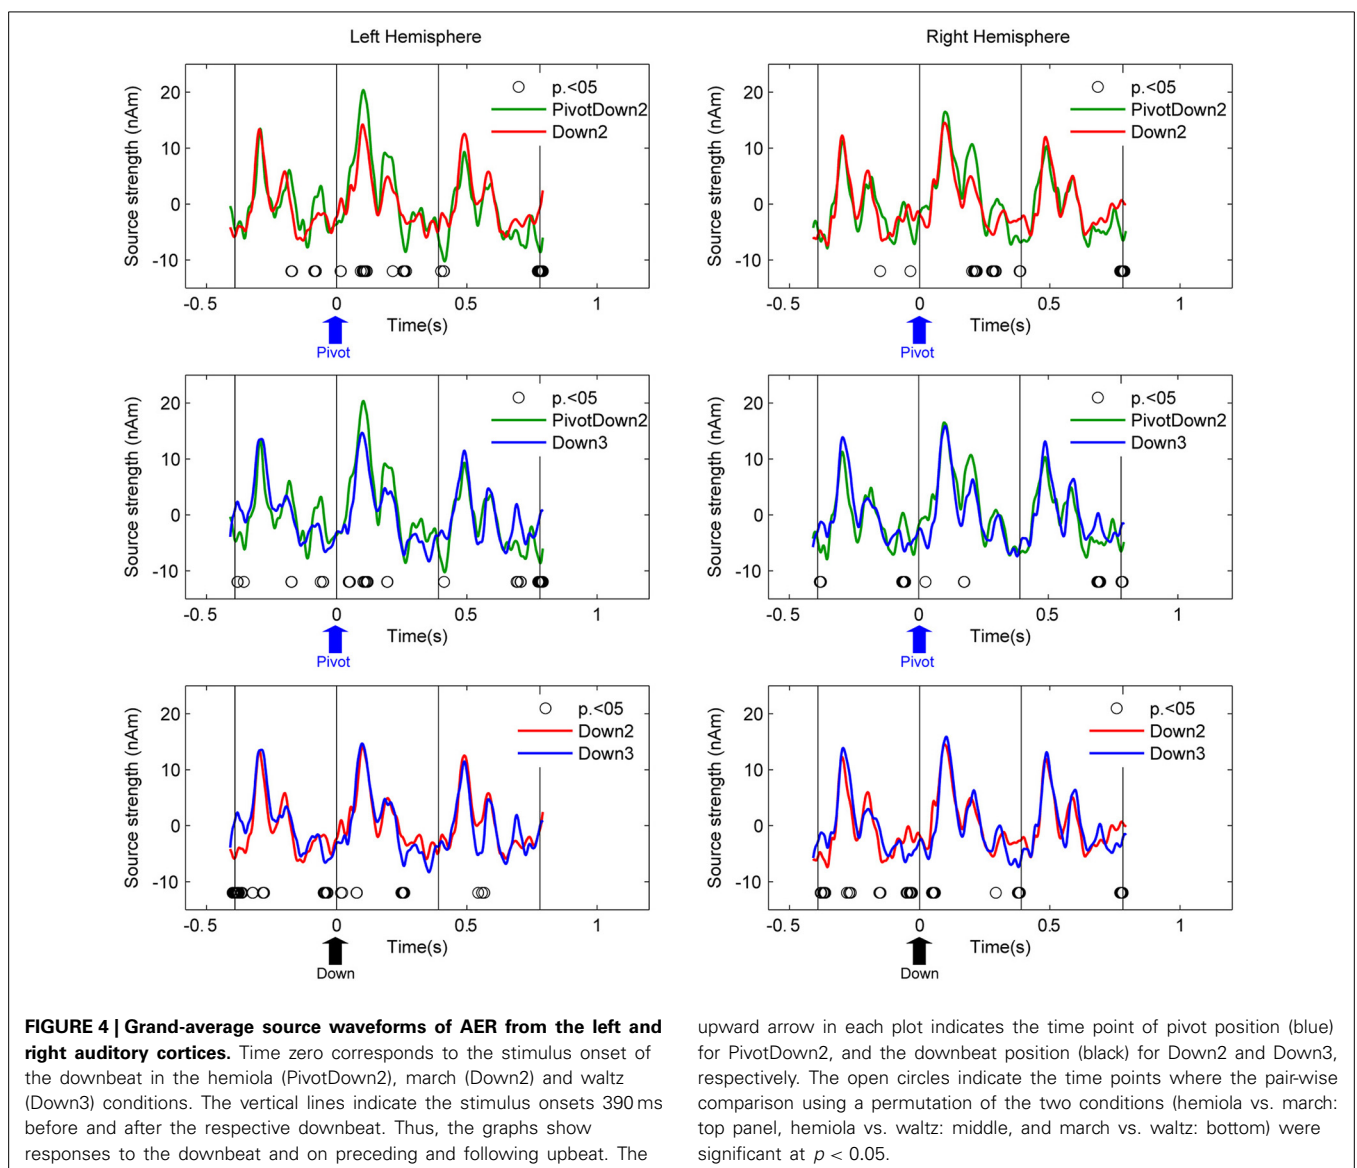 Left Hemisphere
Source strength (nAm)
20
10
0
-10
p.<05
PivotDown2
Down2
-0.5
0
0.5
1
Time(s)
Pivot
Right Hemisphere
Source strength (nAm)
20
10
0
-10
p.<05
PivotDown2
Down2
-0.5
0
0.5
1
Time(s)
Pivot
Source strength (nAm)
20
10
0
-10
p.<05
PivotDown2
Down3
-0.5
0
0.5
1
Time(s)
Pivot
Source strength (nAm)
20
10
0
-10
p.<05
PivotDown2
Down3
-0.5
0
0.5
1
Time(s)
Pivot
Source strength (nAm)
20
10
0
-10
p.<05
Down2
Down3
-0.5
0
0.5
1
Time(s)
Down
Source strength (nAm)
20
10
0
-10
p.<05
Down2
Down3
-0.5
0
0.5
1
Time(s)
Down
FIGURE 4 | Grand-average source waveforms of AER from the left and
right auditory cortices. Time zero corresponds to the stimulus onset of
the downbeat in the hemiola (PivotDown2), march (Down2) and waltz
(Down3) conditions. The vertical lines indicate the stimulus onsets 390 ms
before and after the respective downbeat. Thus, the graphs show
responses to the downbeat and on preceding and following upbeat. The
upward arrow in each plot indicates the time point of pivot position (blue)
for PivotDown2, and the downbeat position (black) for Down2 and Down3,
respectively. The open circles indicate the time points where the pair-wise
comparison using a permutation of the two conditions (hemiola vs. march:
top panel, hemiola vs. waltz: middle, and march vs. waltz: bottom) were
significant at p < 0.05.